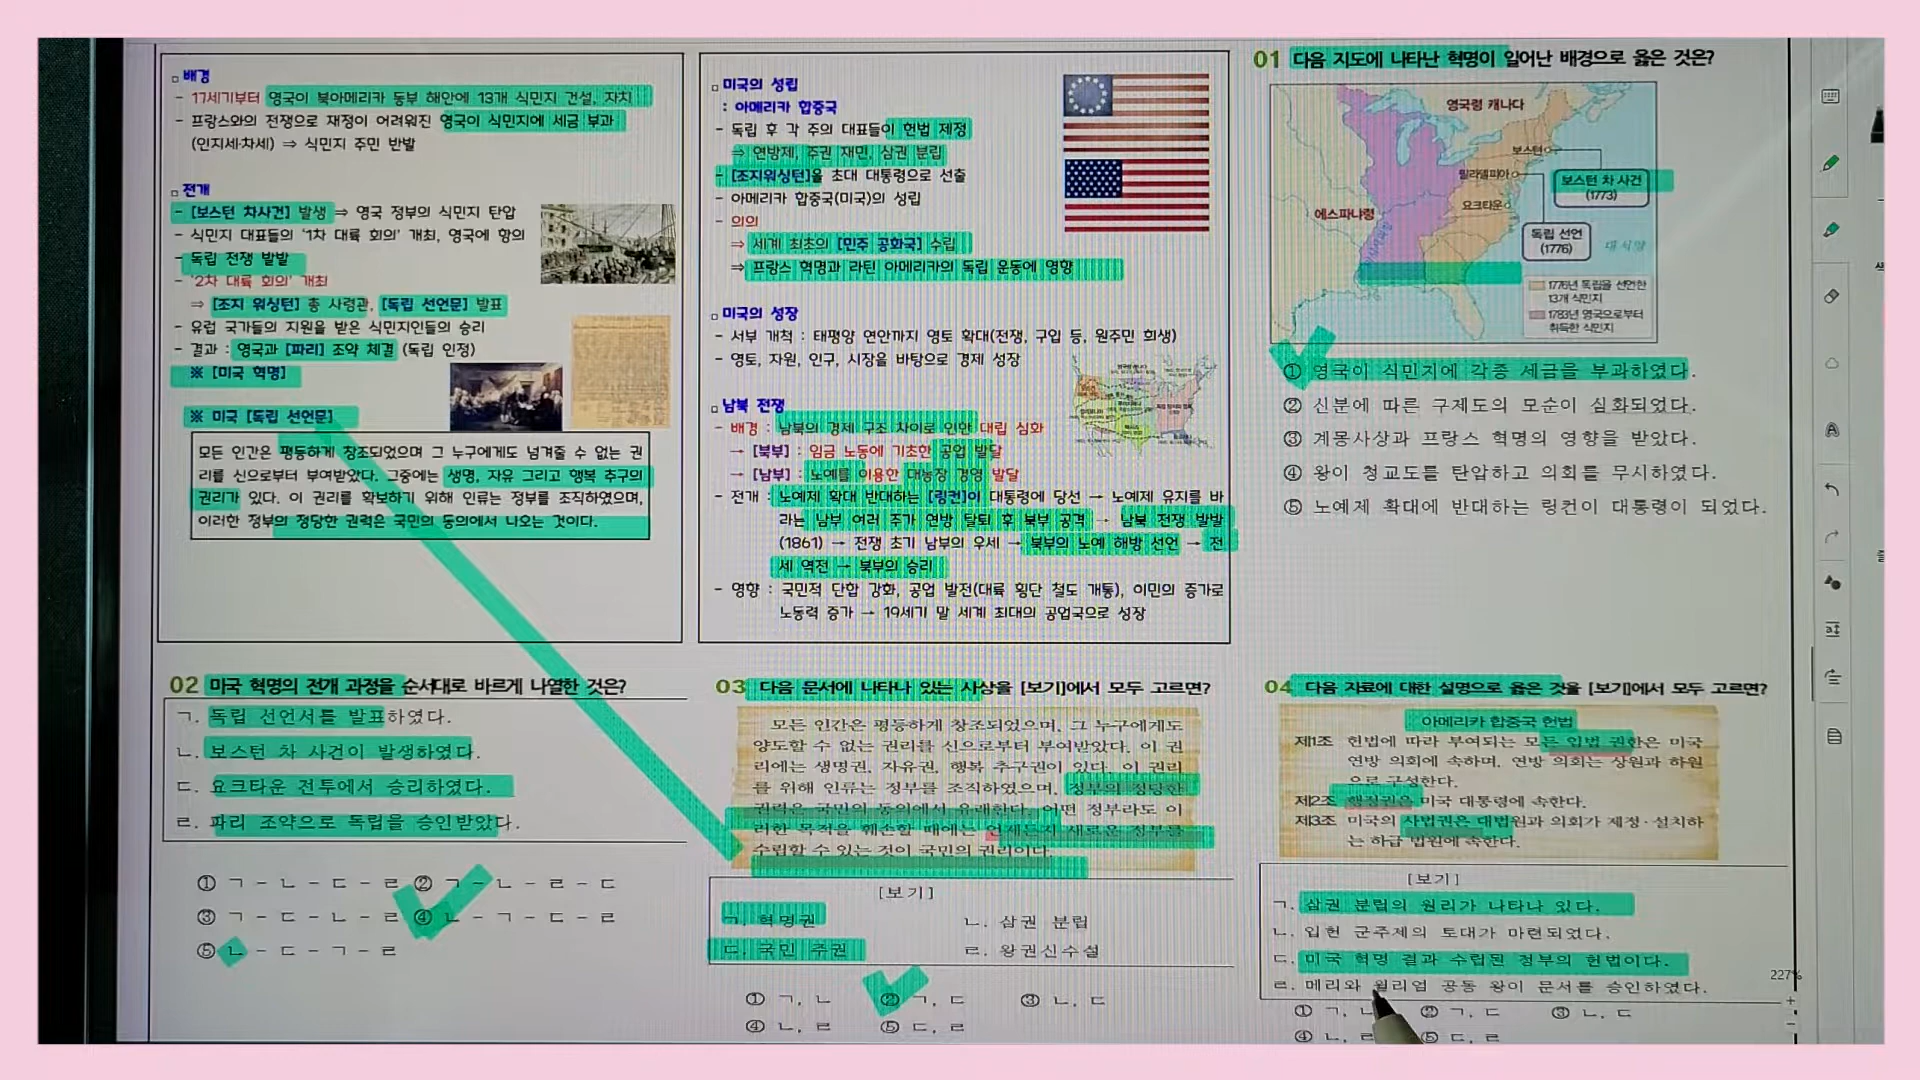 □ 배경
- 17세기부터 영국이 북아메리카 동부 해안에 13개 식민지 건설, 자치
- 프랑스와의 전쟁으로 재정이 어려워진 영국이 식민지에 세금 부과
(인지세·차세) ⇒ 식민지 주민 반발
□ 전개
- [보스턴 차사건] 발생 ⇒ 영국 정부의 식민지 탄압
- 식민지 대표들의 '1차 대륙 회의' 개최, 영국에 항의
- 독립 전쟁 발발
- '2차 대륙 회의' 개최
⇒ [조지 워싱턴] 총 사령관, [독립 선언문] 발표
- 유럽 국가들의 지원을 받은 식민지인들의 승리
- 결과 : 영국과 [파리] 조약 체결 (독립 인정)
※ [미국 혁명]
※ 미국 [독립 선언문]
모든 인간은 평등하게 창조되었으며 그 누구에게도 넘겨줄 수 없는 권
리를 신으로부터 부여받았다. 그중에는 생명, 자유 그리고 행복 추구의
권리가 있다. 이 권리를 확보하기 위해 인류는 정부를 조직하였으며,
이러한 정부의 정당한 권력은 국민의 동의에서 나오는 것이다.
□ 미국의 성립
: 아메리카 합중국
- 독립 후 각 주의 대표들이 헌법 제정
⇒ 연방제, 주권 재민, 삼권 분립
- [조지워싱턴]을 초대 대통령으로 선출
- 아메리카 합중국(미국)의 성립
- 의의
⇒ 세계 최초의 [민주 공화국] 수립
⇒ 프랑스 혁명과 라틴 아메리카의 독립 운동에 영향
□ 미국의 성장
- 서부 개척 : 태평양 연안까지 영토 확대(전쟁, 구입 등, 원주민 희생)
- 영토, 자원, 인구, 시장을 바탕으로 경제 성장
□ 남북 전쟁
- 배경 : 남북의 경제 구조 차이로 인한 대립 심화
→ [북부] : 임금 노동에 기초한 공업 발달
→ [남부] : 노예를 이용한 대농장 경영 발달
- 전개 : 노예제 확대 반대하는 [링컨]이 대통령에 당선 → 노예제 유지를 바
라는 남부 여러 주가 연방 탈퇴 후 북부 공격 → 남북 전쟁 발발
(1861) → 전쟁 초기 남부의 우세 → 북부의 노예 해방 선언 → 전
세 역전 → 북부의 승리
- 영향 : 국민적 단합 강화, 공업 발전(대륙 횡단 철도 개통), 이민의 증가로
노동력 증가 → 19세기 말 세계 최대의 공업국으로 성장
01 다음 지도에 나타난 혁명이 일어난 배경으로 옳은 것은?
영국령 캐나다
보스턴
필라델피아
보스턴 차 사건
(1773)
요크타운
에스파냐령
독립 선언
(1776)
대서양
1776년 독립을 선언한
13개 식민지
1783년 영국으로부터
취득한 식민지
① 영국이 식민지에 각종 세금을 부과하였다.
② 신분에 따른 구제도의 모순이 심화되었다.
③ 계몽사상과 프랑스 혁명의 영향을 받았다.
④ 왕이 청교도를 탄압하고 의회를 무시하였다.
⑤ 노예제 확대에 반대하는 링컨이 대통령이 되었다.
02 미국 혁명의 전개 과정을 순서대로 바르게 나열한 것은?
ㄱ. 독립 선언서를 발표하였다.
ㄴ. 보스턴 차 사건이 발생하였다.
ㄷ. 요크타운 전투에서 승리하였다.
ㄹ. 파리 조약으로 독립을 승인받았다.
① ㄱ - ㄴ - ㄷ - ㄹ ② ㄱ - ㄴ - ㄹ - ㄷ
③ ㄱ - ㄷ - ㄴ - ㄹ ④ ㄴ - ㄱ - ㄷ - ㄹ
⑤ ㄴ - ㄷ - ㄱ - ㄹ
03 다음 문서에 나타나 있는 사상을 [보기]에서 모두 고르면?
모든 인간은 평등하게 창조되었으며, 그 누구에게도
양도할 수 없는 권리를 신으로부터 부여받았다. 이 권
리에는 생명권, 자유권, 행복 추구권이 있다. 이 권리
를 위해 인류는 정부를 조직하였으며, 정부의 정당한
권력은 국민의 동의에서 유래한다. 어떤 정부라도 이
러한 목적을 훼손할 때에는 언제든지 새로운 정부를
수립할 수 있는 것이 국민의 권리이다.
[보기]
ㄱ. 혁명권 ㄴ. 삼권 분립
ㄷ. 국민 주권 ㄹ. 왕권신수설
① ㄱ, ㄴ ② ㄱ, ㄷ ③ ㄴ, ㄷ
④ ㄴ, ㄹ ⑤ ㄷ, ㄹ
04 다음 자료에 대한 설명으로 옳은 것을 [보기]에서 모두 고르면?
아메리카 합중국 헌법
제1조 헌법에 따라 부여되는 모든 입법 권한은 미국
연방 의회에 속하며, 연방 의회는 상원과 하원
으로 구성한다.
제2조 행정권은 미국 대통령에 속한다.
제3조 미국의 사법권은 대법원과 의회가 제정·설치하
는 하급 법원에 속한다.
[보기]
ㄱ. 삼권 분립의 원리가 나타나 있다.
ㄴ. 입헌 군주제의 토대가 마련되었다.
ㄷ. 미국 혁명 결과 수립된 정부의 헌법이다.
ㄹ. 메리와 윌리엄 공동 왕이 문서를 승인하였다.
① ㄱ, ㄴ ② ㄱ, ㄷ ③ ㄴ, ㄷ
④ ㄴ, ㄹ ⑤ ㄷ, ㄹ
227%